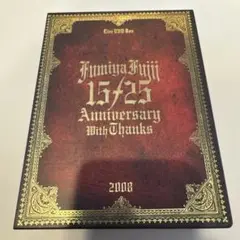 Live DVD Box
Fumiya Fujii
15/25
Anniversary
With Thanks
2008